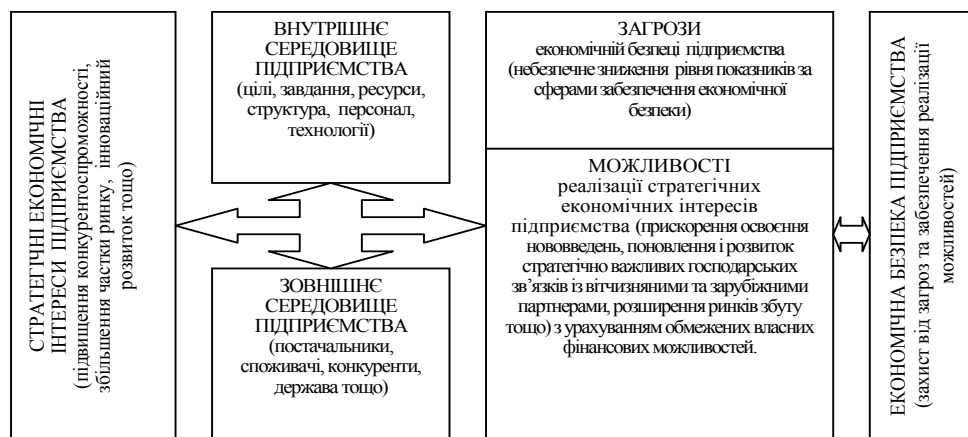 СТРАТЕГІЧНІ ЕКОНОМІЧНІ
ІНТЕРЕСИ ПІДПРИЄМСТВА
(підвищення конкурентоспроможності,
збільшення частки ринку, інноваційний
розвиток тощо)
ВНУТРІШНЄ
СЕРЕДОВИЩЕ
ПІДПРИЄМСТВА
(цілі, завдання, ресурси,
структура, персонал,
технології)
ЗОВНІШНЄ
СЕРЕДОВИЩЕ
ПІДПРИЄМСТВА
(постачальники,
споживачі, конкуренти,
держава тощо)
ЗАГРОЗИ
економічній безпеці підприємства
(небезпечне зниження рівня показників за
сферами забезпечення економічної
безпеки)
МОЖЛИВОСТІ
реалізації стратегічних
економічних інтересів
підприємства (прискорення освоєння
нововведень, поновлення і розвиток
стратегічно важливих господарських
зв’язків із вітчизняними та зарубіжними
партнерами, розширення ринків збуту
тощо) з урахуванням обмежених власних
фінансових можливостей.
ЕКОНОМІЧНА БЕЗПЕКА ПІДПРИЄМСТВА
(захист від загроз та забезпечення реалізації
можливостей)